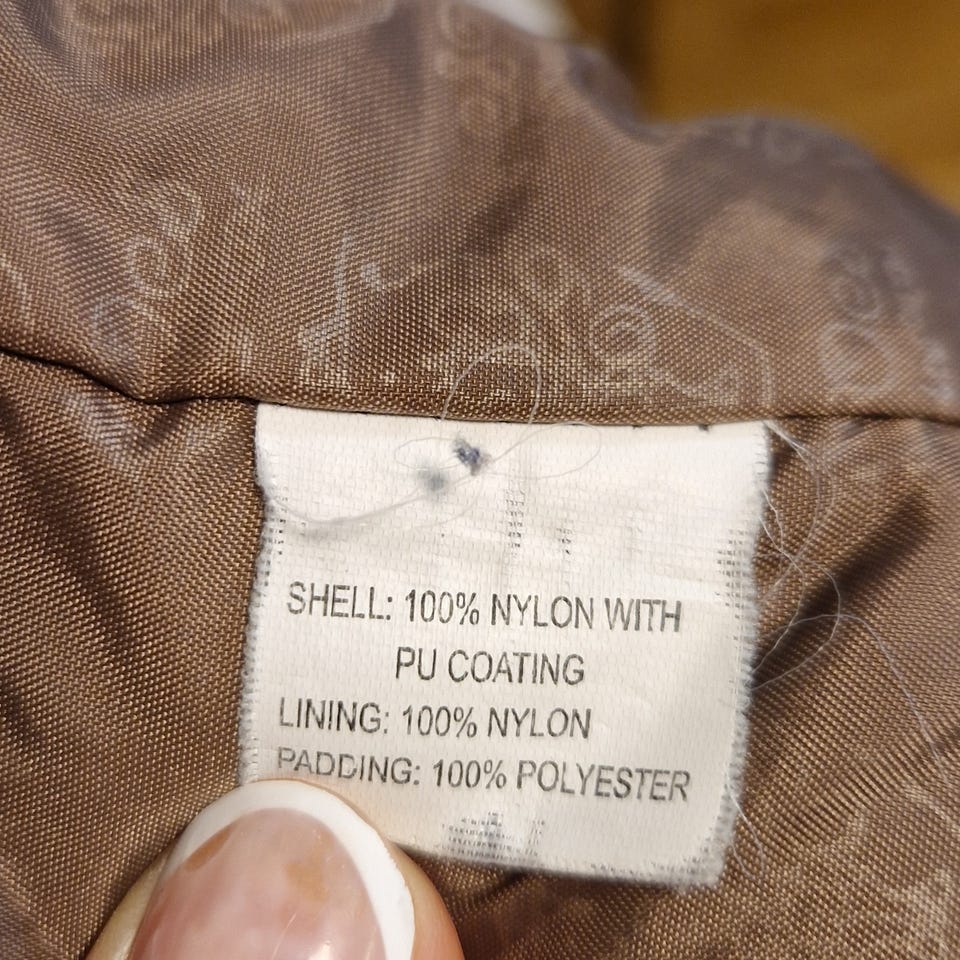 SHELL: 100% NYLON WITH
PU COATING
LINING: 100% NYLON
PADDING: 100% POLYESTER